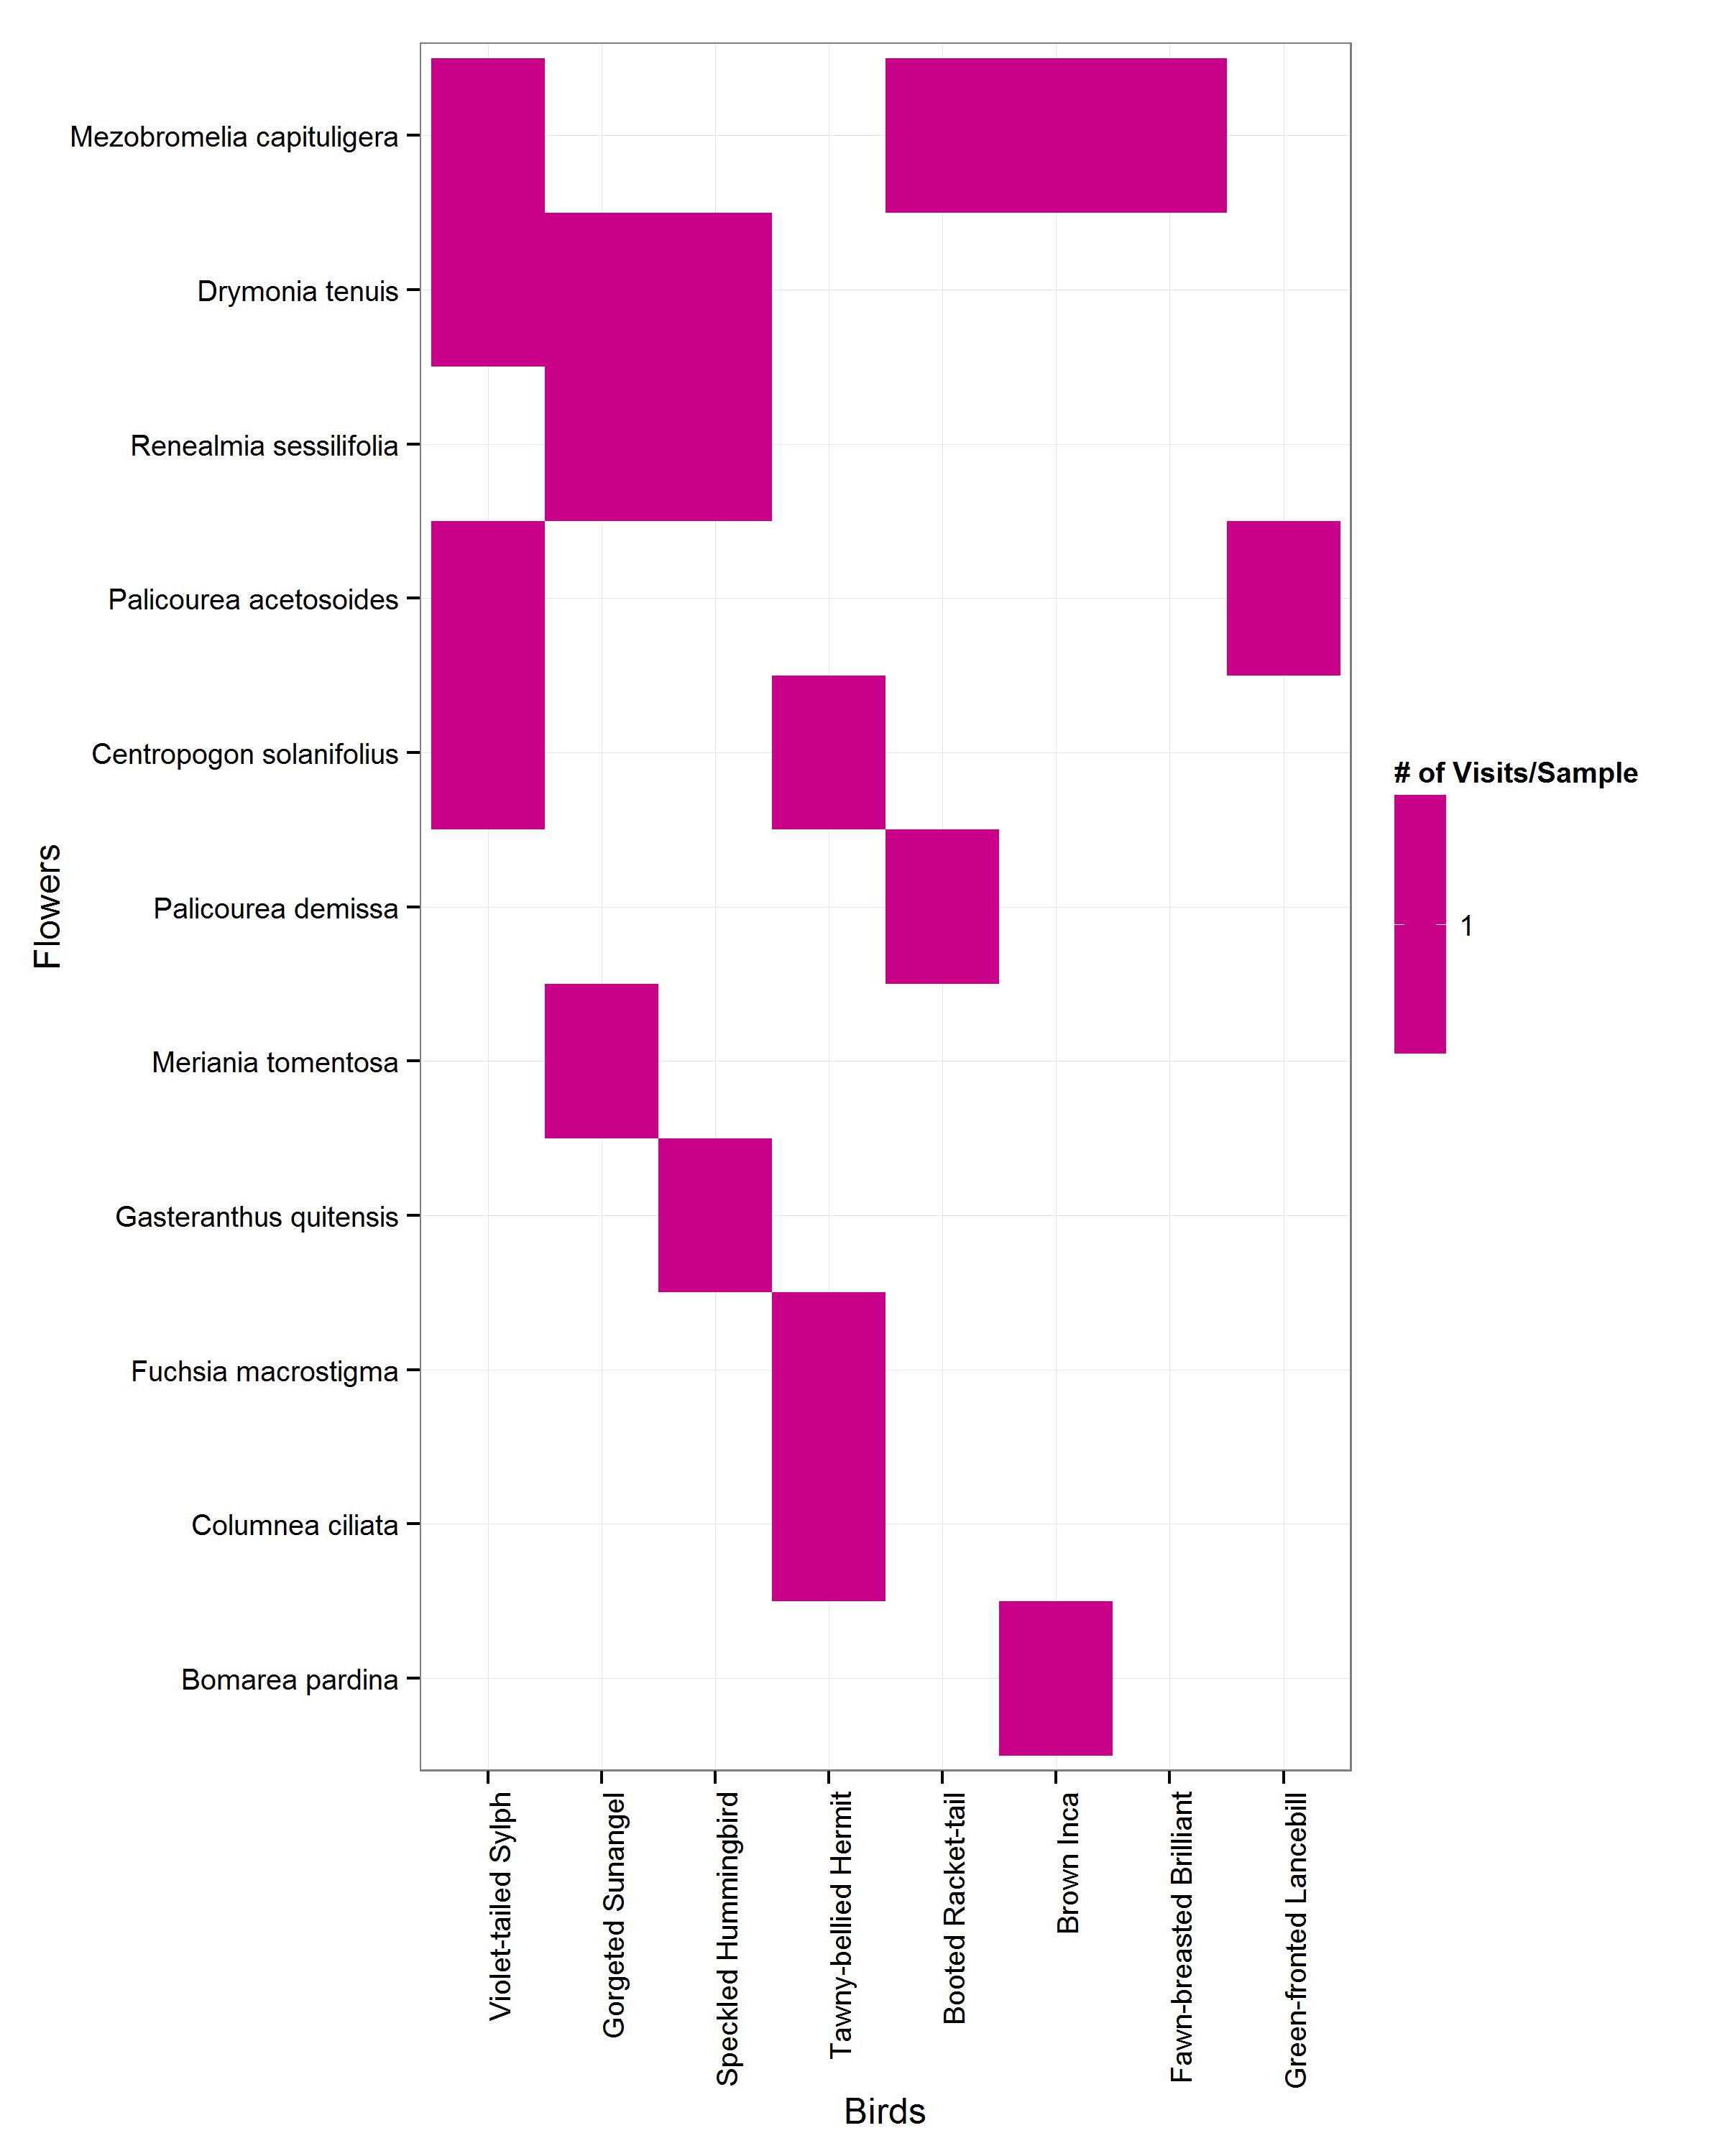 Mezobromelia capituligera
Drymonia tenuis
Renealmia sessilifolia
Palicourea acetosoides
Centropogon solanifolius
Palicourea demissa
Meriania tomentosa
Gasteranthus quitensis
Fuchsia macrostigma
Columnea ciliata
Bomarea pardina
Flowers
Violet-tailed Sylph
Gorgeted Sunangel
Speckled Hummingbird
Tawny-bellied Hermit
Booted Racket-tail
Brown Inca
Fawn-breasted Brilliant
Green-fronted Lancebill
Birds
# of Visits/Sample
1